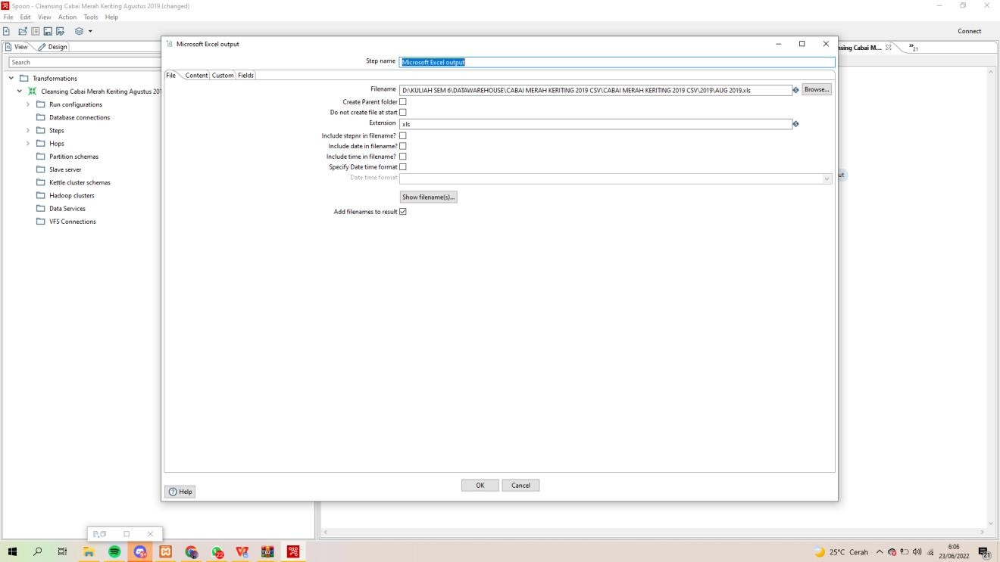 Spoon - Cleansing Cabai Merah Keriting Agustus 2019 (changed)
File Edit View Action Tools Help
Connect
View Design
Search
Transformations
Cleansing Cabai Merah Keriting Agustus 201
Run configurations
Database connections
Steps
Hops
Partition schemas
Slave server
Kettle cluster schemas
Hadoop clusters
Data Services
VFS Connections
nsing Cabai M...
21
ut
Microsoft Excel output
Step name Microsoft Excel output
File Content Custom Fields
Filename D:\KULIAH SEM 6\DATAWAREHOUSE\CABAI MERAH KERITING 2019 CSV\CABAI MERAH KERITING 2019 CSV\2019\AUG 2019.xls Browse...
Create Parent folder
Do not create file at start
Extension xls
Include stepnr in filename?
Include date in filename?
Include time in filename?
Specify Date time format
Date time format
Show filename(s)...
Add filenames to result
OK Cancel
Help
25°C Cerah
6:06
23/06/2022
21
22